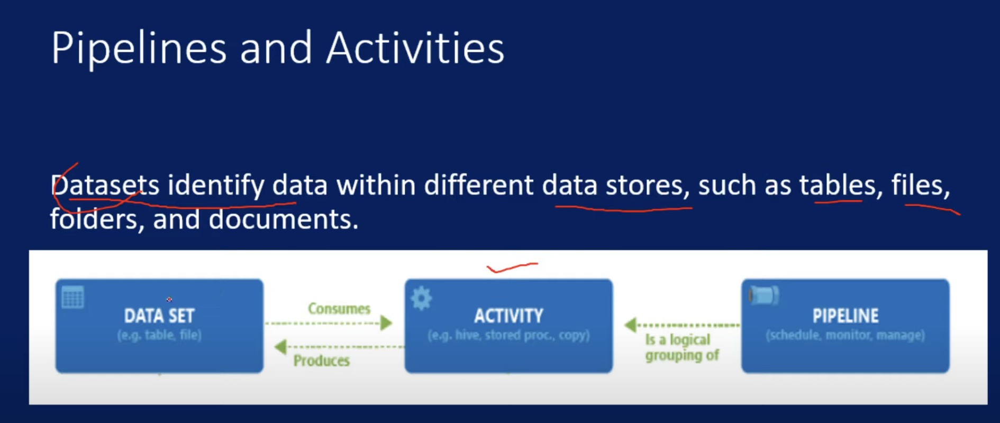 Pipelines and Activities
Datasets identify data within different data stores, such as tables, files,
folders, and documents.
DATA SET
(e.g. table, file)
Consumes
Produces
ACTIVITY
(e.g. hive, stored proc., copy)
Is a logical
grouping of
PIPELINE
(schedule, monitor, manage)